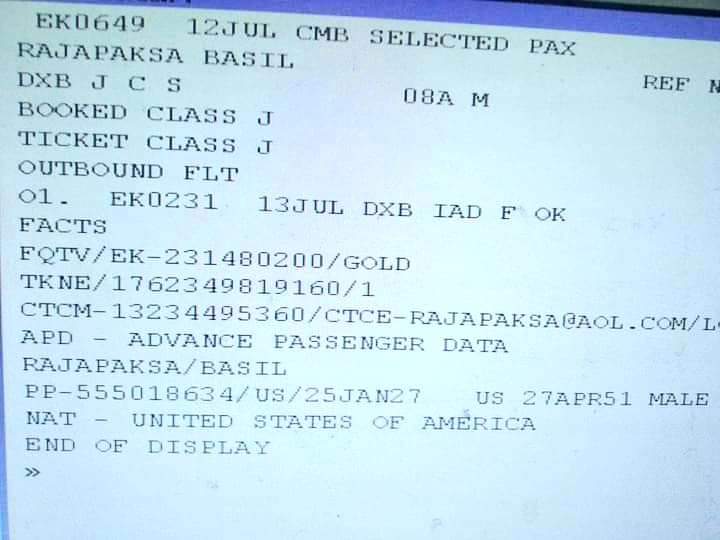 EK0649 12JUL CMB SELECTED PAX
RAJAPAKSA BASIL REF N
DXB J C S 08A M
BOOKED CLASS J
TICKET CLASS J
OUTBOUND FLT
01. EK0231 13JUL DXB IAD F OK
FACTS
FQTV/EK-231480200/GOLD
TKNE/1762349819160/1
CTCM-13234495360/CTCE-RAJAPAKSA@AOL.COM/L
APD - ADVANCE PASSENGER DATA
RAJAPAKSA/BASIL
PP-555018634/US/25JAN27 US 27APR51 MALE
NAT - UNITED STATES OF AMERICA
END OF DISPLAY
»